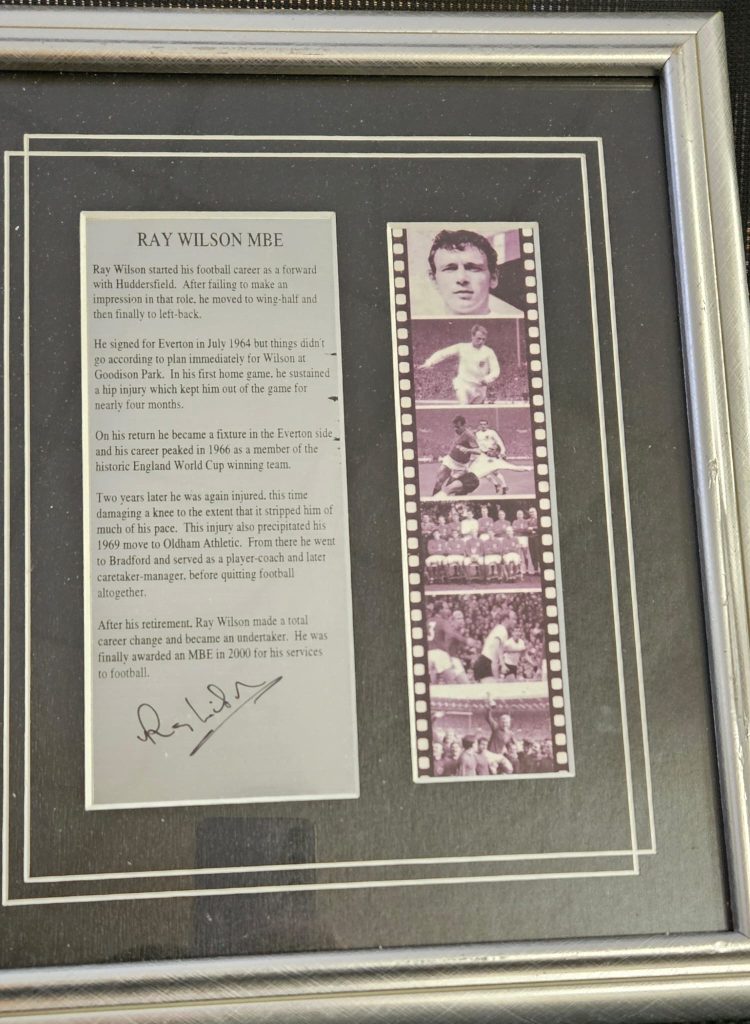 RAY WILSON MBE
Ray Wilson started his football career as a forward
with Huddersfield. After failing to make an
impression in that role, he moved to wing-half and
then finally to left-back.
He signed for Everton in July 1964 but things didn't
go according to plan immediately for Wilson at
Goodison Park. In his first home game, he sustained
a hip injury which kept him out of the game for
nearly four months.
On his return he became a fixture in the Everton side
and his career peaked in 1966 as a member of the
historic England World Cup winning team.
Two years later he was again injured, this time
damaging a knee to the extent that it stripped him of
much of his pace. This injury also precipitated his
1969 move to Oldham Athletic. From there he went
to Bradford and served as a player-coach and later
caretaker-manager, before quitting football
altogether.
After his retirement, Ray Wilson made a total
career change and became an undertaker. He was
finally awarded an MBE in 2000 for his services
to football.
Ray Wilson